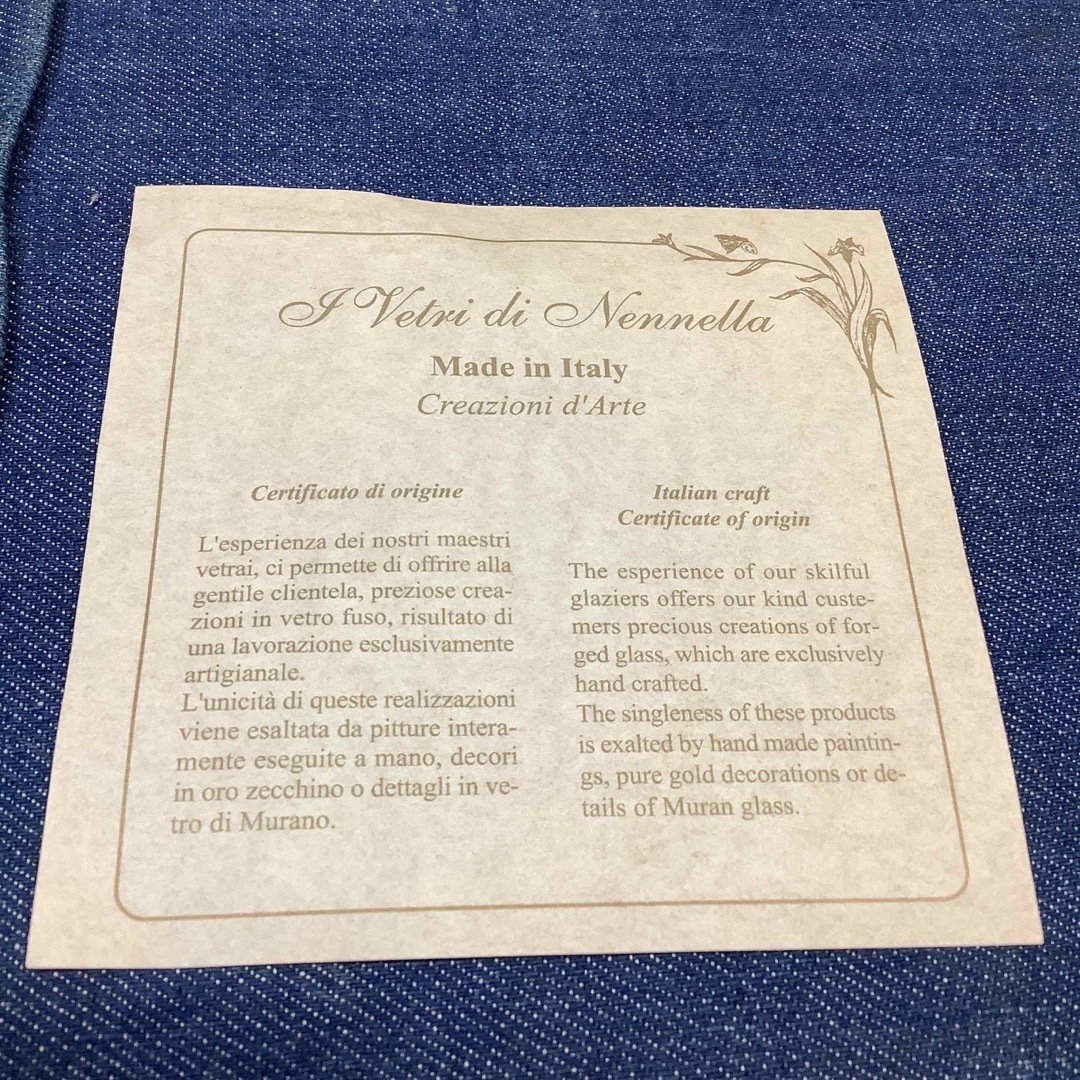 I Vetri di Nennella
Made in Italy
Creazioni d'Arte
Certificato di origine
L'esperienza dei nostri maestri
vetrai, ci permette di offrire alla
gentile clientela, preziose crea-
zioni in vetro fuso, risultato di
una lavorazione esclusivamente
artigianale.
L'unicità di queste realizzazioni
viene esaltata da pitture intera-
mente eseguite a mano, decori
in oro zecchino o dettagli in ve-
tro di Murano.
Italian craft
Certificate of origin
The esperience of our skilful
glaziers offers our kind custe-
mers precious creations of for-
ged glass, which are exclusively
hand crafted.
The singleness of these products
is exalted by hand made paintin-
gs, pure gold decorations or de-
tails of Muran glass.